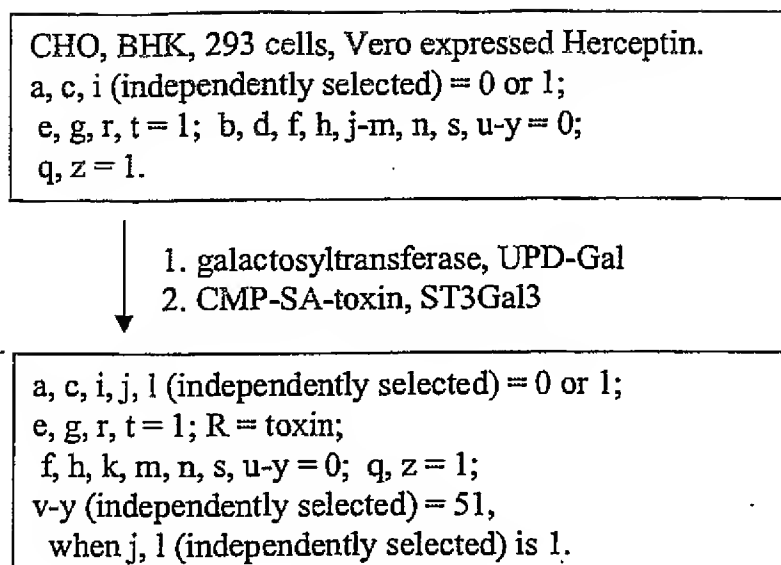 CHO, BHK, 293 cells, Vero expressed Herceptin.
a, c, i (independently selected) = 0 or 1;
e, g, r, t = 1; b, d, f, h, j-m, n, s, u-y = 0;
q, z = 1.
1. galactosyltransferase, UPD-Gal
2. CMP-SA-toxin, ST3Gal3
a, c, i, j, l (independently selected) = 0 or 1;
e, g, r, t = 1; R = toxin;
f, h, k, m, n, s, u-y = 0; q, z = 1;
v-y (independently selected) = 51,
when j, l (independently selected) is 1.